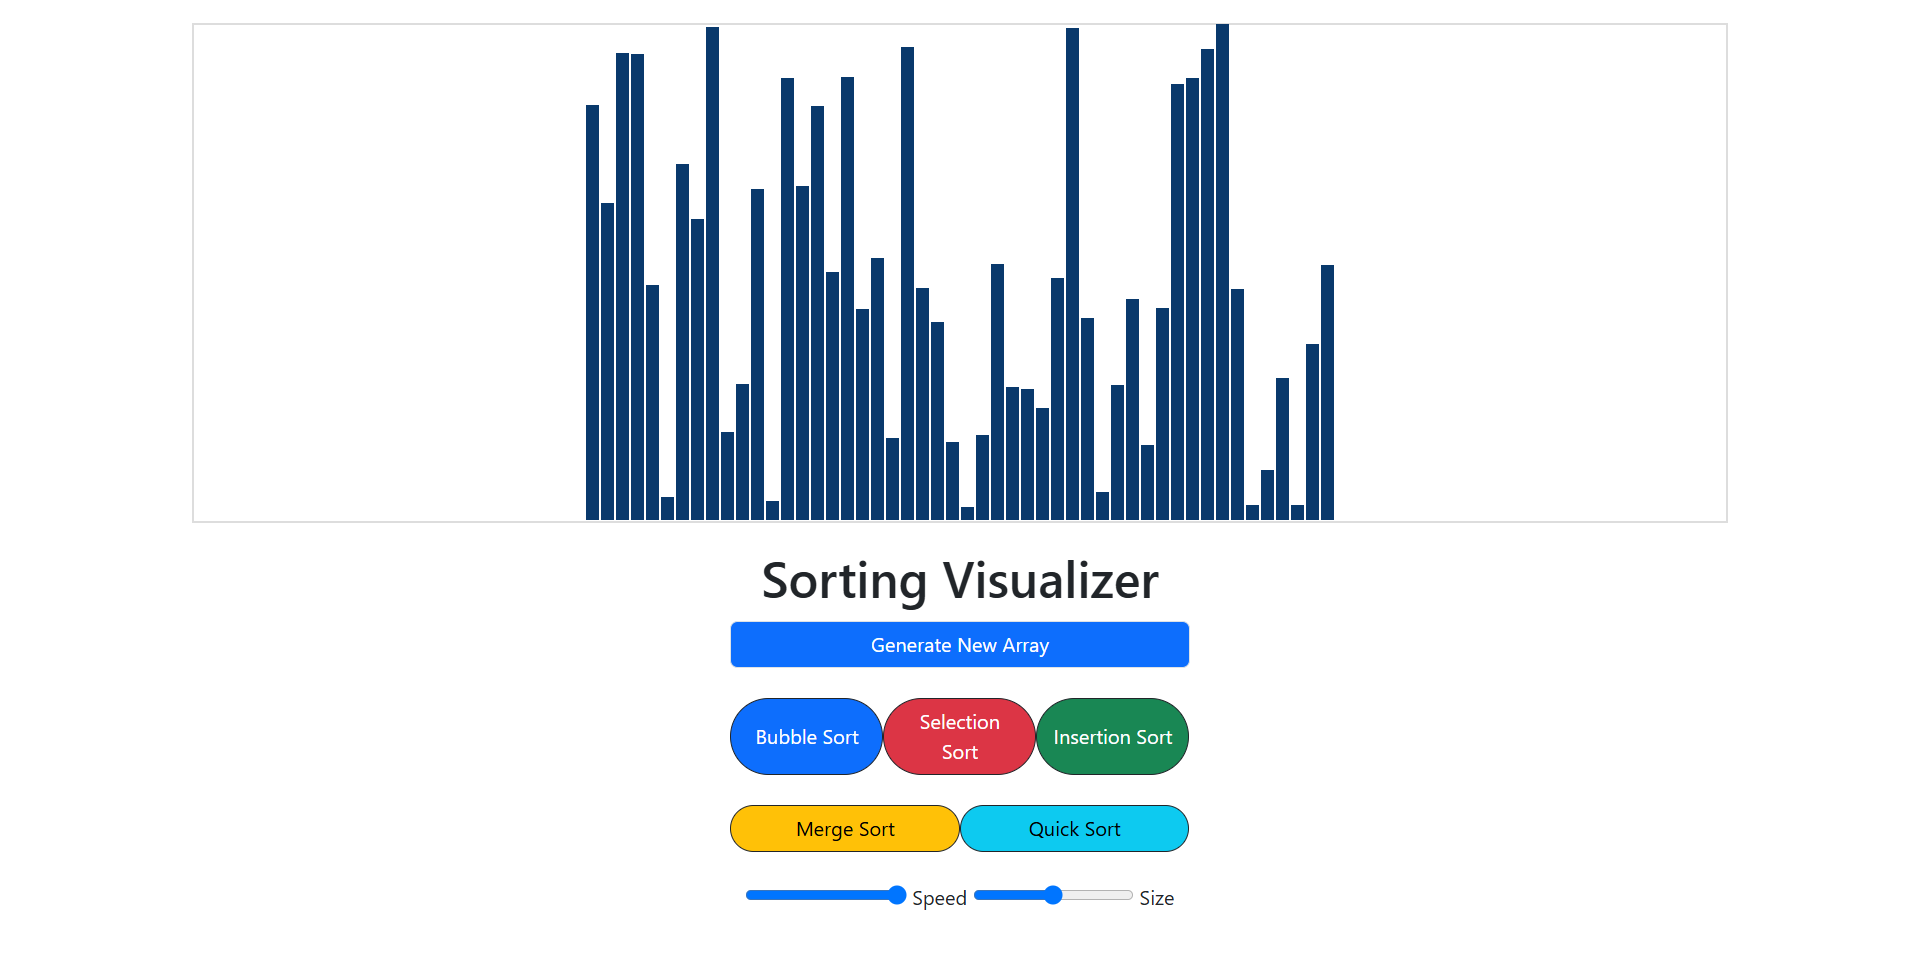 Sorting Visualizer
Generate New Array
Bubble Sort
Selection
Sort
Insertion Sort
Merge Sort
Quick Sort
Speed
Size